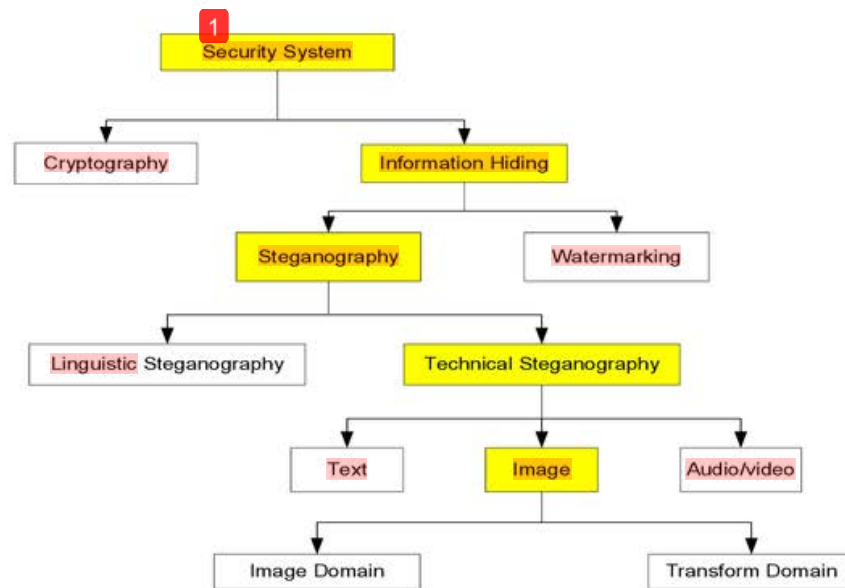 1
Security System
Cryptography
Information Hiding
Steganography
Watermarking
Linguistic Steganography
Technical Steganography
Text
Image
Audio/video
Image Domain
Transform Domain